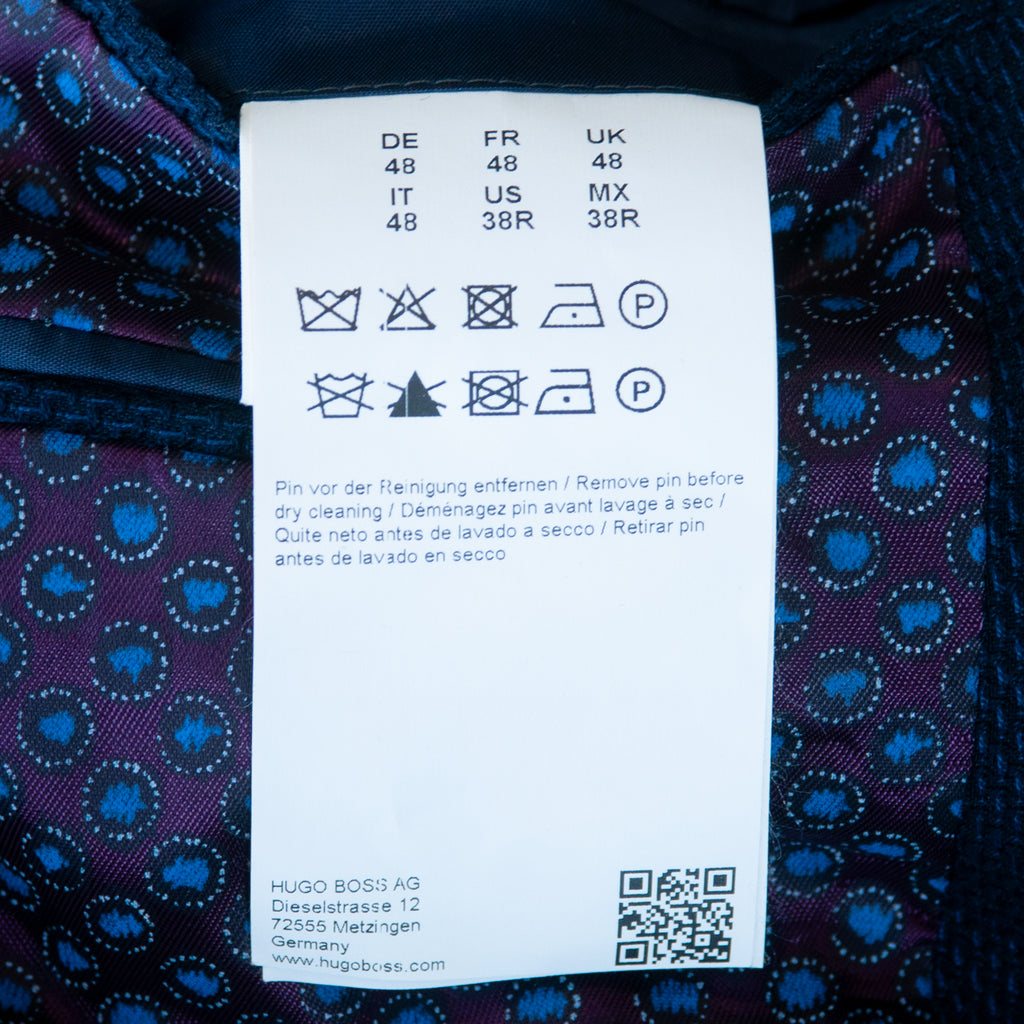 DE FR UK
48 48 48
IT US MX
48 38R 38R
P
P
Pin vor der Reinigung entfernen / Remove pin before
dry cleaning / Déménagez pin avant lavage à sec /
Quite neto antes de lavado a secco / Retirar pin
antes de lavado en secco
HUGO BOSS AG
Dieselstrasse 12
72555 Metzingen
Germany
www.hugoboss.com